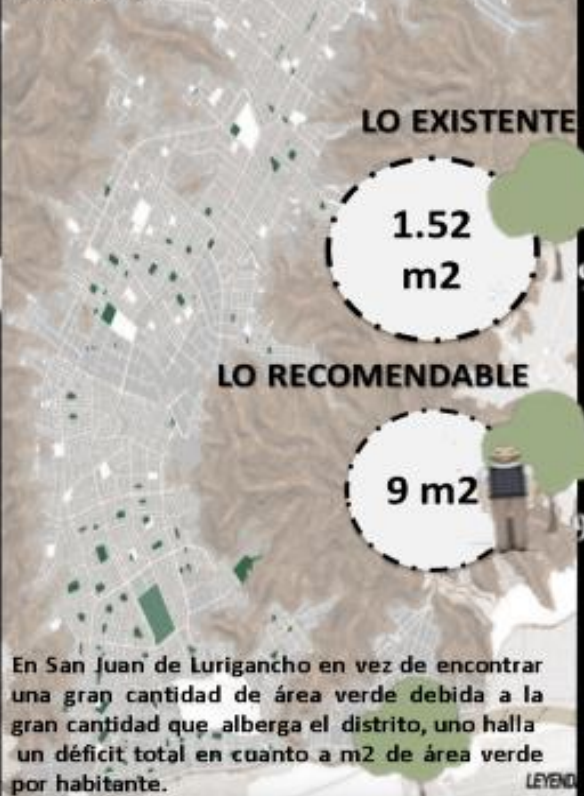 LO EXISTENTE
1.52
m2
LO RECOMENDABLE
9 m2
En San Juan de Lurigancho en vez de encontrar
una gran cantidad de área verde debida a la
gran cantidad que alberga el distrito, uno halla
un déficit total en cuanto a m2 de área verde
por habitante.